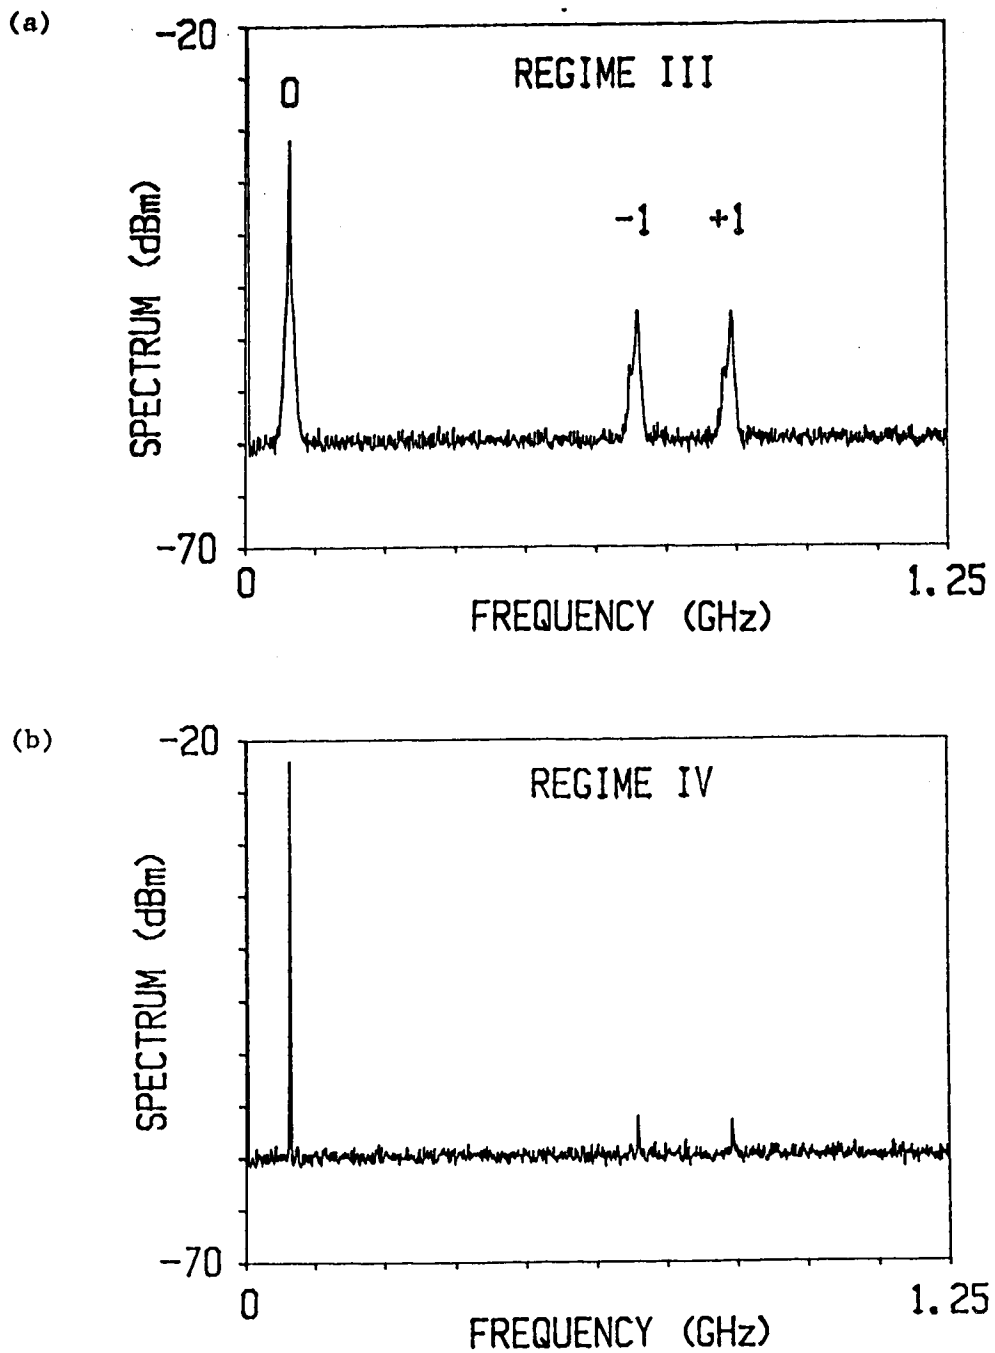 (a)
-20
REGIME III
0
-1 +1
SPECTRUM (dBm)
-70
0 1.25
FREQUENCY (GHz)
(b)
-20
REGIME IV
SPECTRUM (dBm)
-70
0 1.25
FREQUENCY (GHz)